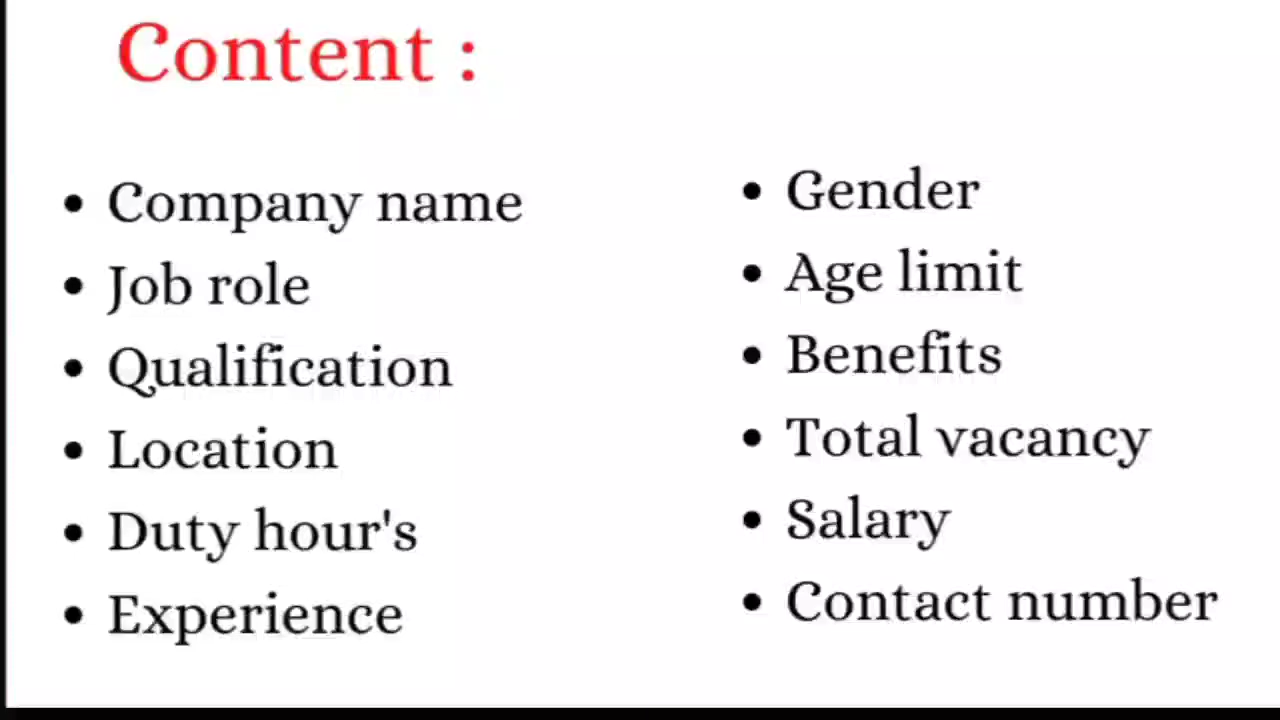 Content :
Company name
Job role
Qualification
Location
Duty hour's
Experience
Gender
Age limit
Benefits
Total vacancy
Salary
Contact number